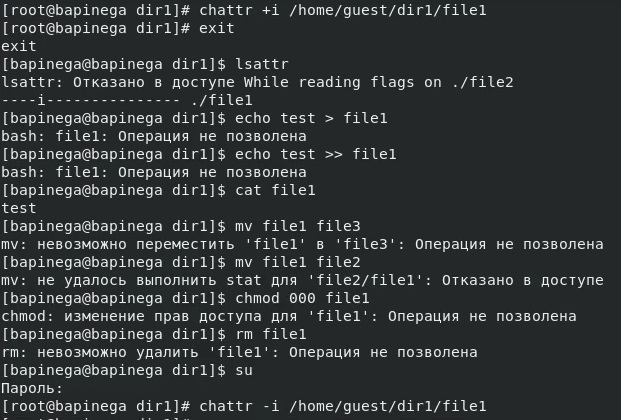 [root@bapinega dir1]# chattr +i /home/guest/dir1/file1
[root@bapinega dir1]# exit
exit
[bapinega@bapinega dir1]$ lsattr
lsattr: Отказано в доступе While reading flags on ./file2
----i--------------- ./file1
[bapinega@bapinega dir1]$ echo test > file1
bash: file1: Операция не позволена
[bapinega@bapinega dir1]$ echo test >> file1
bash: file1: Операция не позволена
[bapinega@bapinega dir1]$ cat file1
test
[bapinega@bapinega dir1]$ mv file1 file3
mv: невозможно переместить 'file1' в 'file3': Операция не позволена
[bapinega@bapinega dir1]$ mv file1 file2
mv: не удалось выполнить stat для 'file2/file1': Отказано в доступе
[bapinega@bapinega dir1]$ chmod 000 file1
chmod: изменение прав доступа для 'file1': Операция не позволена
[bapinega@bapinega dir1]$ rm file1
rm: невозможно удалить 'file1': Операция не позволена
[bapinega@bapinega dir1]$ su
Пароль:
[root@bapinega dir1]# chattr -i /home/guest/dir1/file1